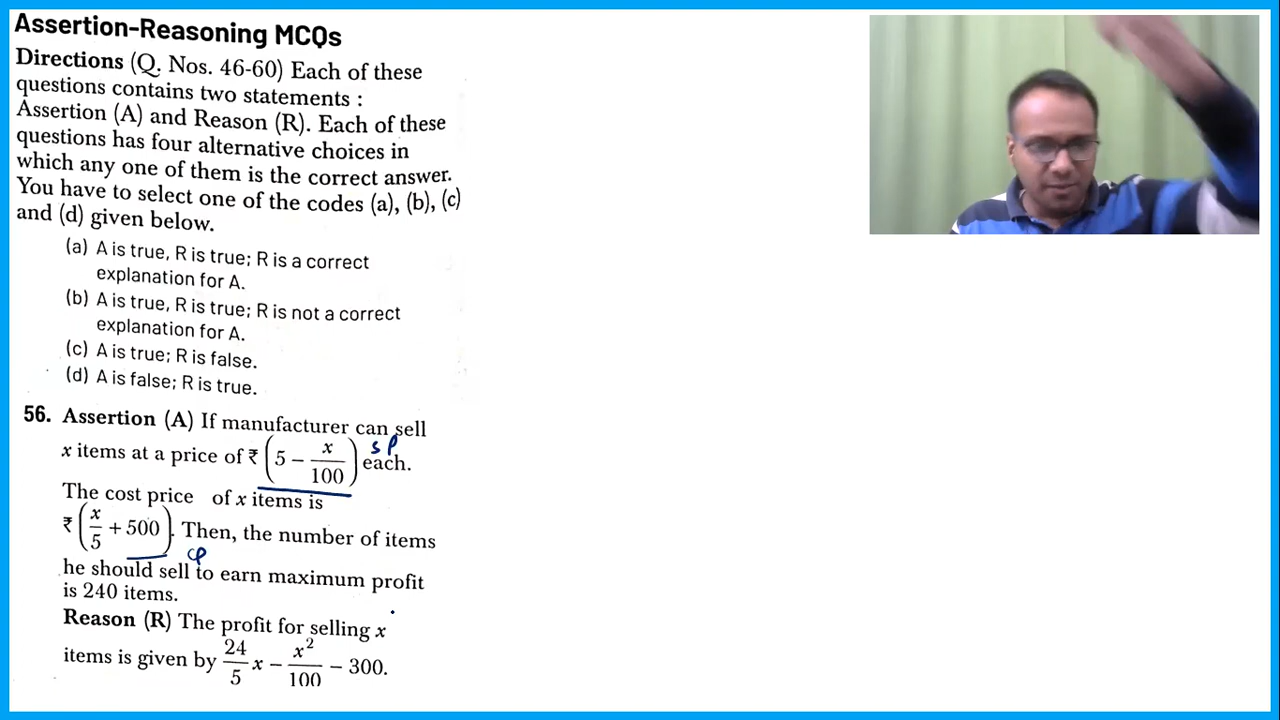 Assertion-Reasoning MCQs
Directions (Q. Nos. 46-60) Each of these
questions contains two statements :
Assertion (A) and Reason (R). Each of these
questions has four alternative choices in
which any one of them is the correct answer.
You have to select one of the codes (a), (b), (c)
and (d) given below.
(a) A is true, R is true; R is a correct
explanation for A.
(b) A is true, R is true; R is not a correct
explanation for A.
(c) A is true; R is false.
(d) A is false; R is true.
56. Assertion (A) If manufacturer can sell
x items at a price of ₹ (5 − x/100) each.
SP
The cost price of x items is
₹ (x/5 + 500). Then, the number of items
CP
he should sell to earn maximum profit
is 240 items.
Reason (R) The profit for selling x
items is given by 24/5 x − x²/100 − 300.